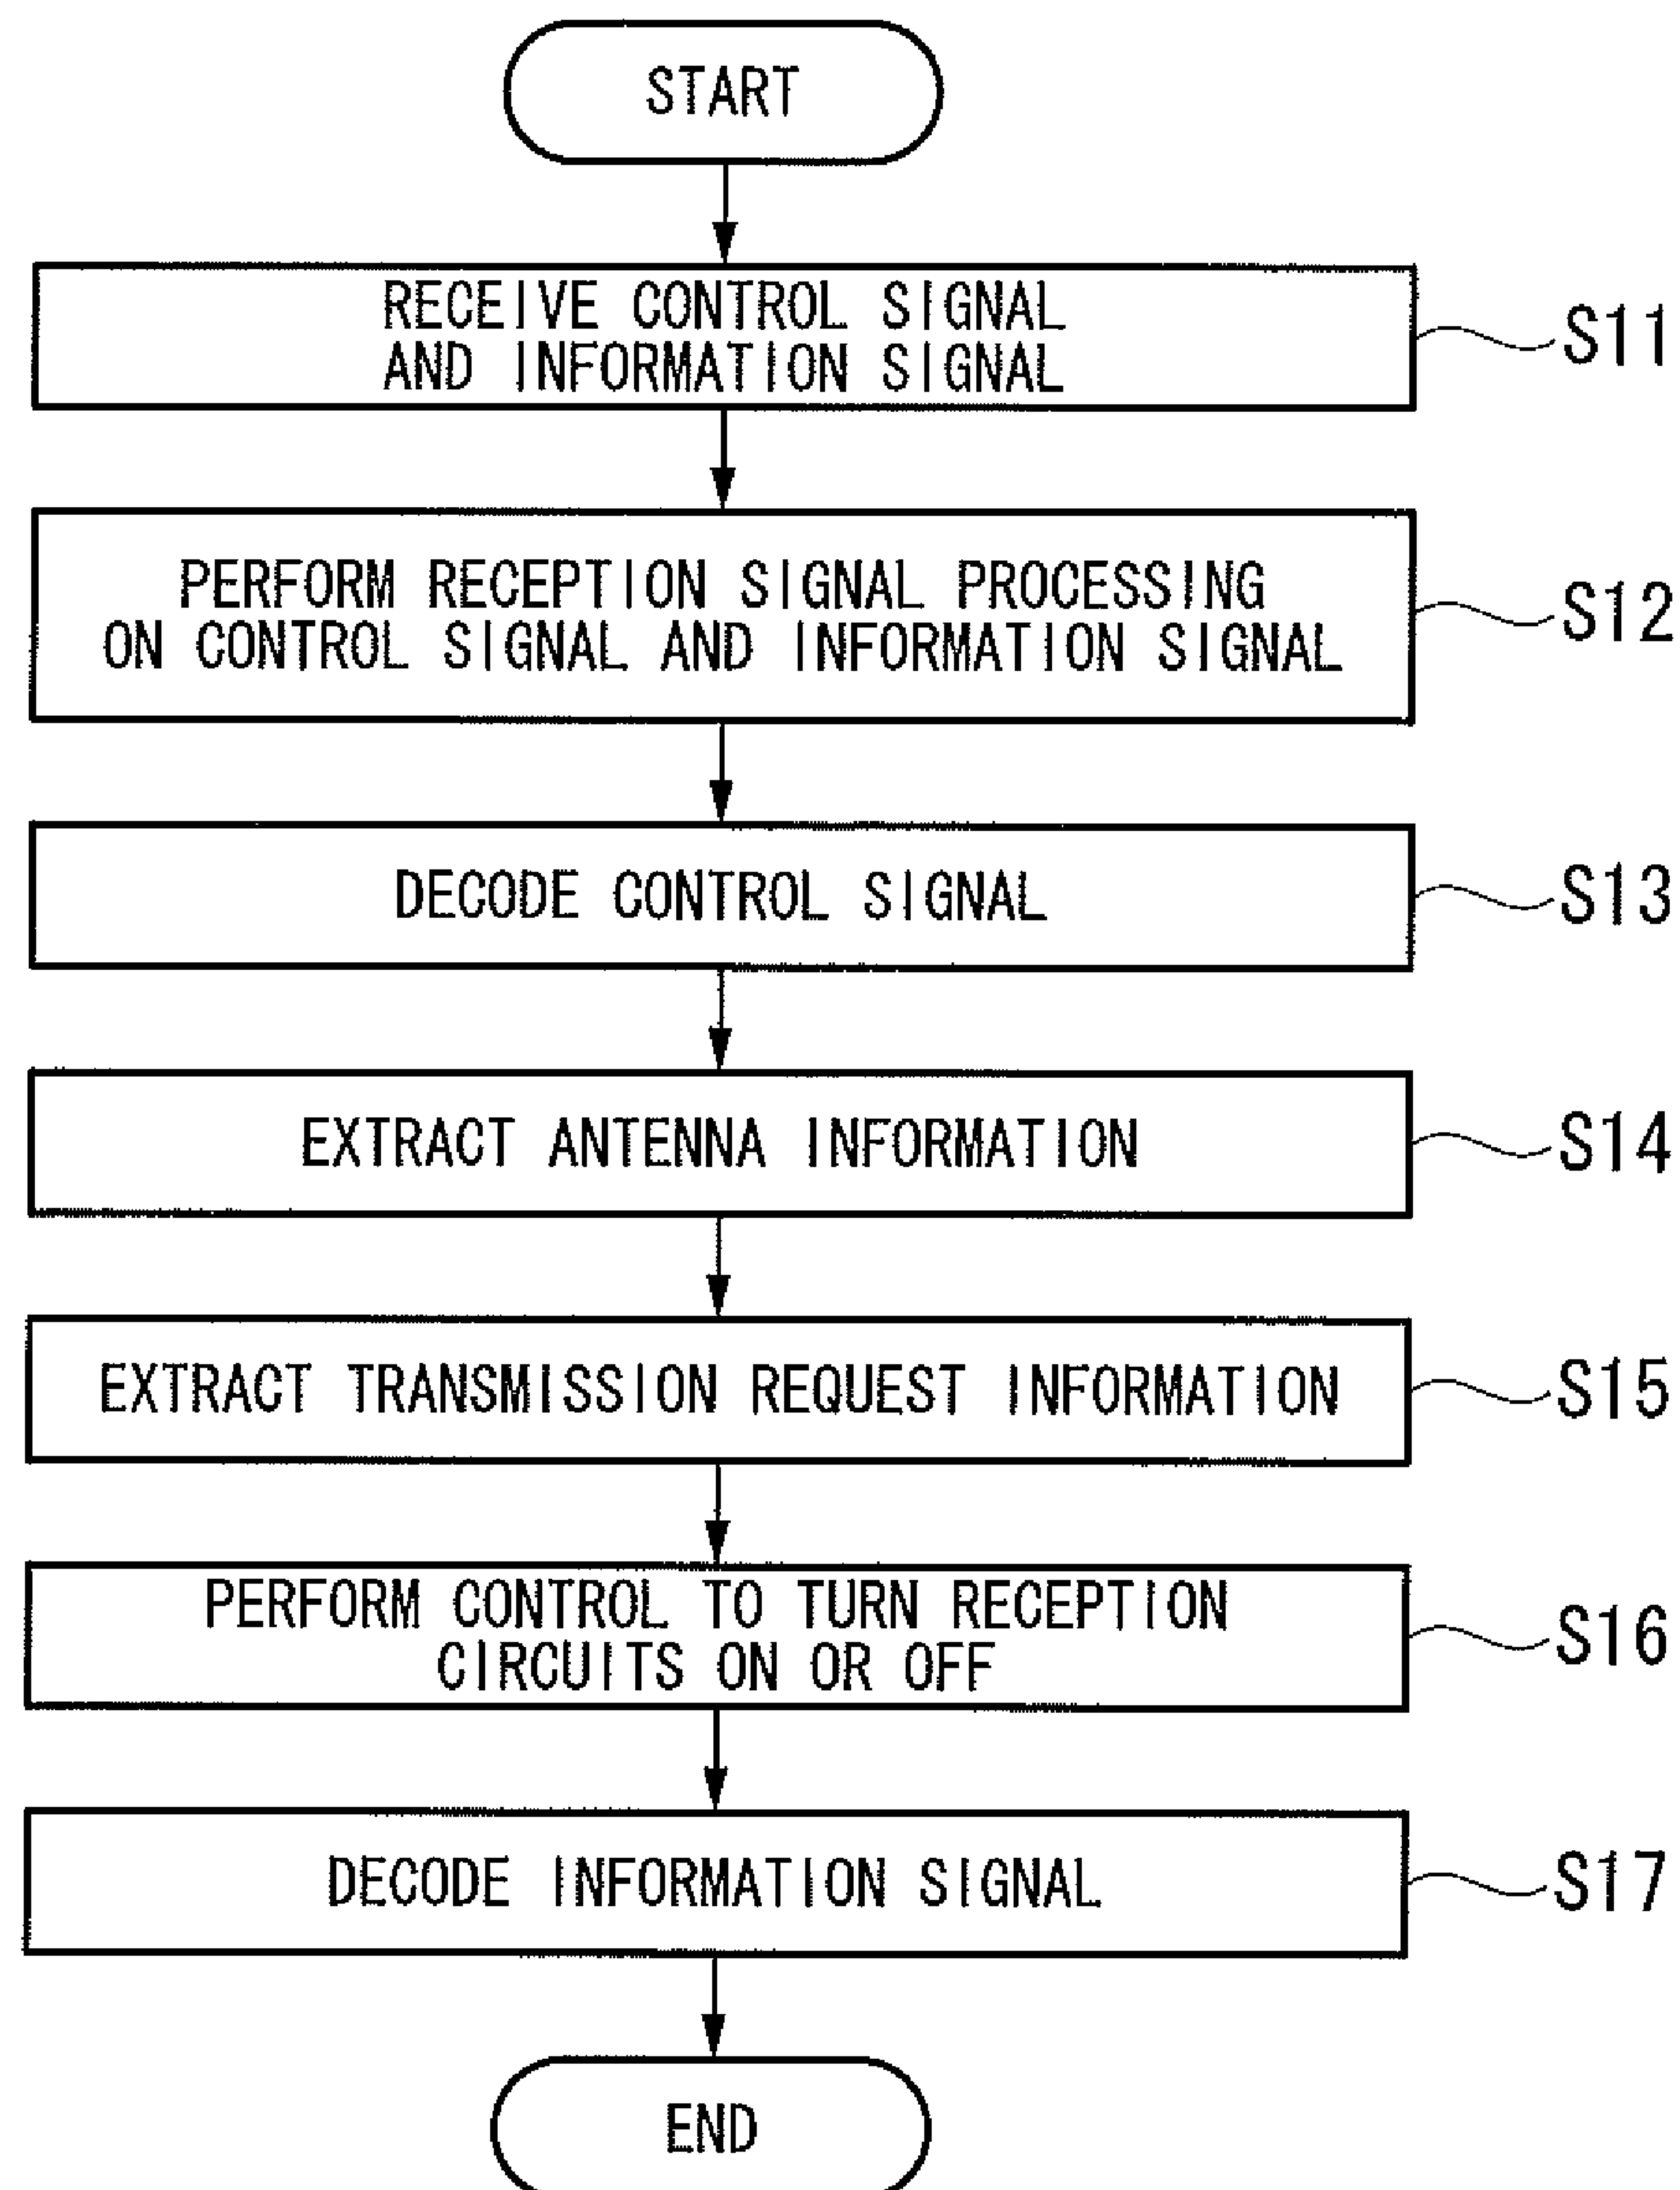 START
RECEIVE CONTROL SIGNAL
AND INFORMATION SIGNAL
S11
PERFORM RECEPTION SIGNAL PROCESSING
ON CONTROL SIGNAL AND INFORMATION SIGNAL
S12
DECODE CONTROL SIGNAL
S13
EXTRACT ANTENNA INFORMATION
S14
EXTRACT TRANSMISSION REQUEST INFORMATION
S15
PERFORM CONTROL TO TURN RECEPTION
CIRCUITS ON OR OFF
S16
DECODE INFORMATION SIGNAL
S17
END